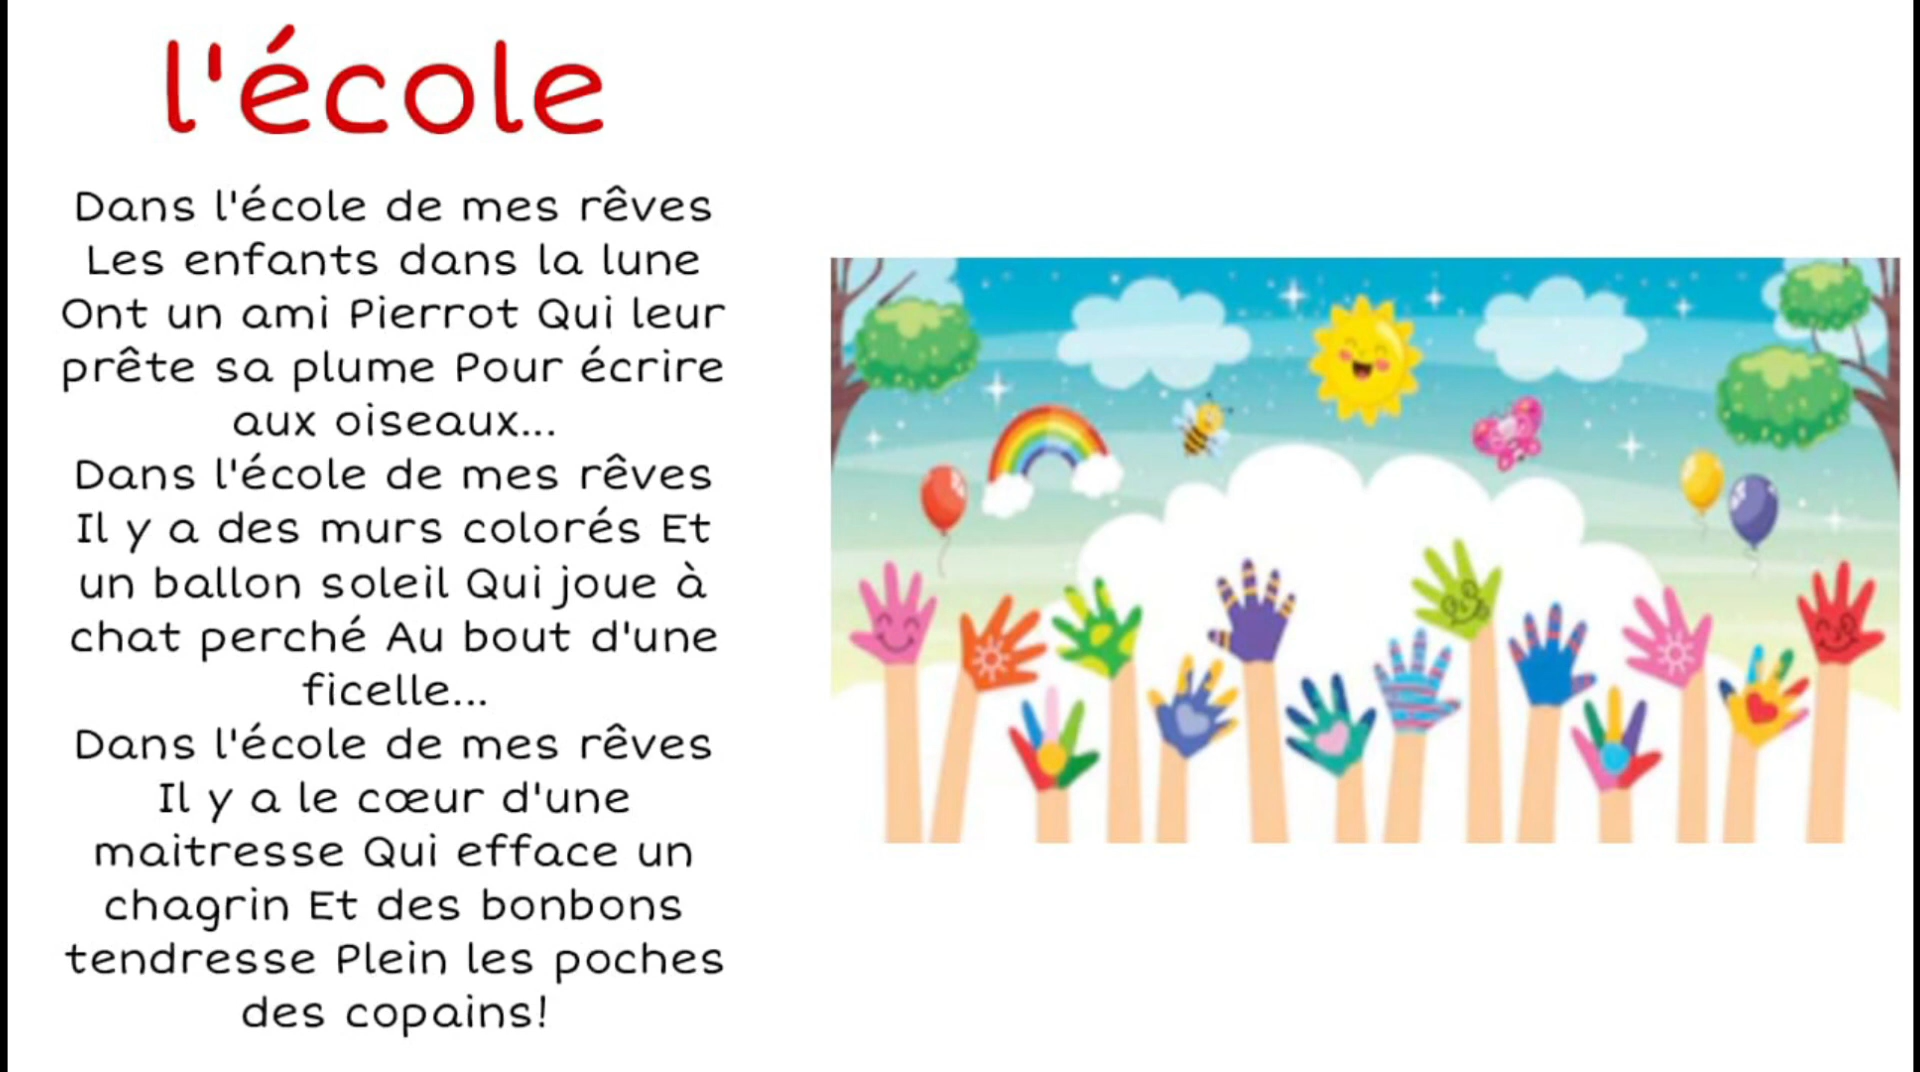 l'école
Dans l'école de mes rêves
Les enfants dans la lune
Ont un ami Pierrot Qui leur
prête sa plume Pour écrire
aux oiseaux...
Dans l'école de mes rêves
Il y a des murs colorés Et
un ballon soleil Qui joue à
chat perché Au bout d'une
ficelle...
Dans l'école de mes rêves
Il y a le cœur d'une
maitresse Qui efface un
chagrin Et des bonbons
tendresse Plein les poches
des copains!